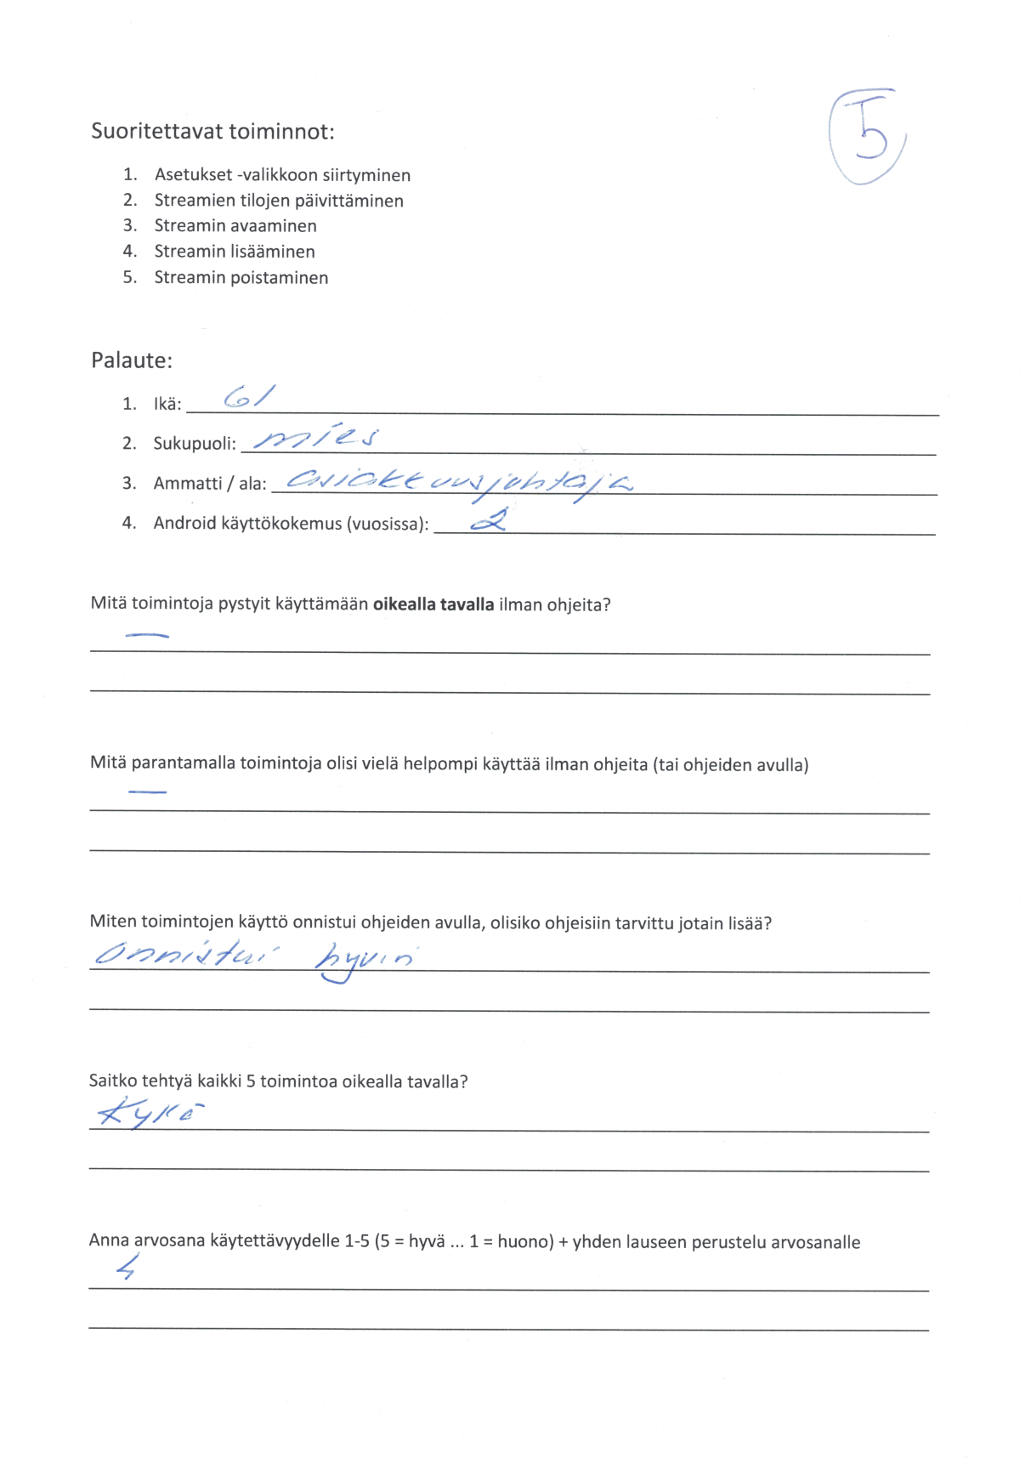 5
Suoritettavat toiminnot:
1. Asetukset -valikkoon siirtyminen
2. Streamien tilojen päivittäminen
3. Streamin avaaminen
4. Streamin lisääminen
5. Streamin poistaminen
Palaute:
1. Ikä: 61
2. Sukupuoli: mies
3. Ammatti / ala: asiakkuusjohtaja
4. Android käyttökokemus (vuosissa): 2
Mitä toimintoja pystyit käyttämään oikealla tavalla ilman ohjeita?
—
Mitä parantamalla toimintoja olisi vielä helpompi käyttää ilman ohjeita (tai ohjeiden avulla)
—
Miten toimintojen käyttö onnistui ohjeiden avulla, olisiko ohjeisiin tarvittu jotain lisää?
Onnistui hyvin
Saitko tehtyä kaikki 5 toimintoa oikealla tavalla?
Kyllä
Anna arvosana käytettävyydelle 1-5 (5 = hyvä ... 1 = huono) + yhden lauseen perustelu arvosanalle
4